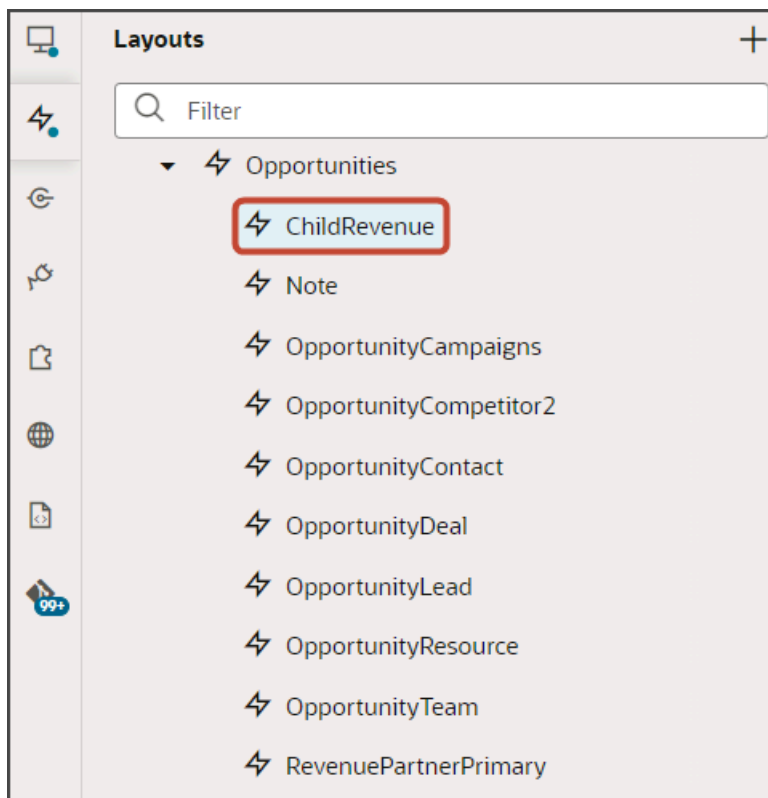 Layouts
Filter
Opportunities
ChildRevenue
Note
OpportunityCampaigns
OpportunityCompetitor2
OpportunityContact
OpportunityDeal
OpportunityLead
99+
OpportunityResource
OpportunityTeam
RevenuePartnerPrimary